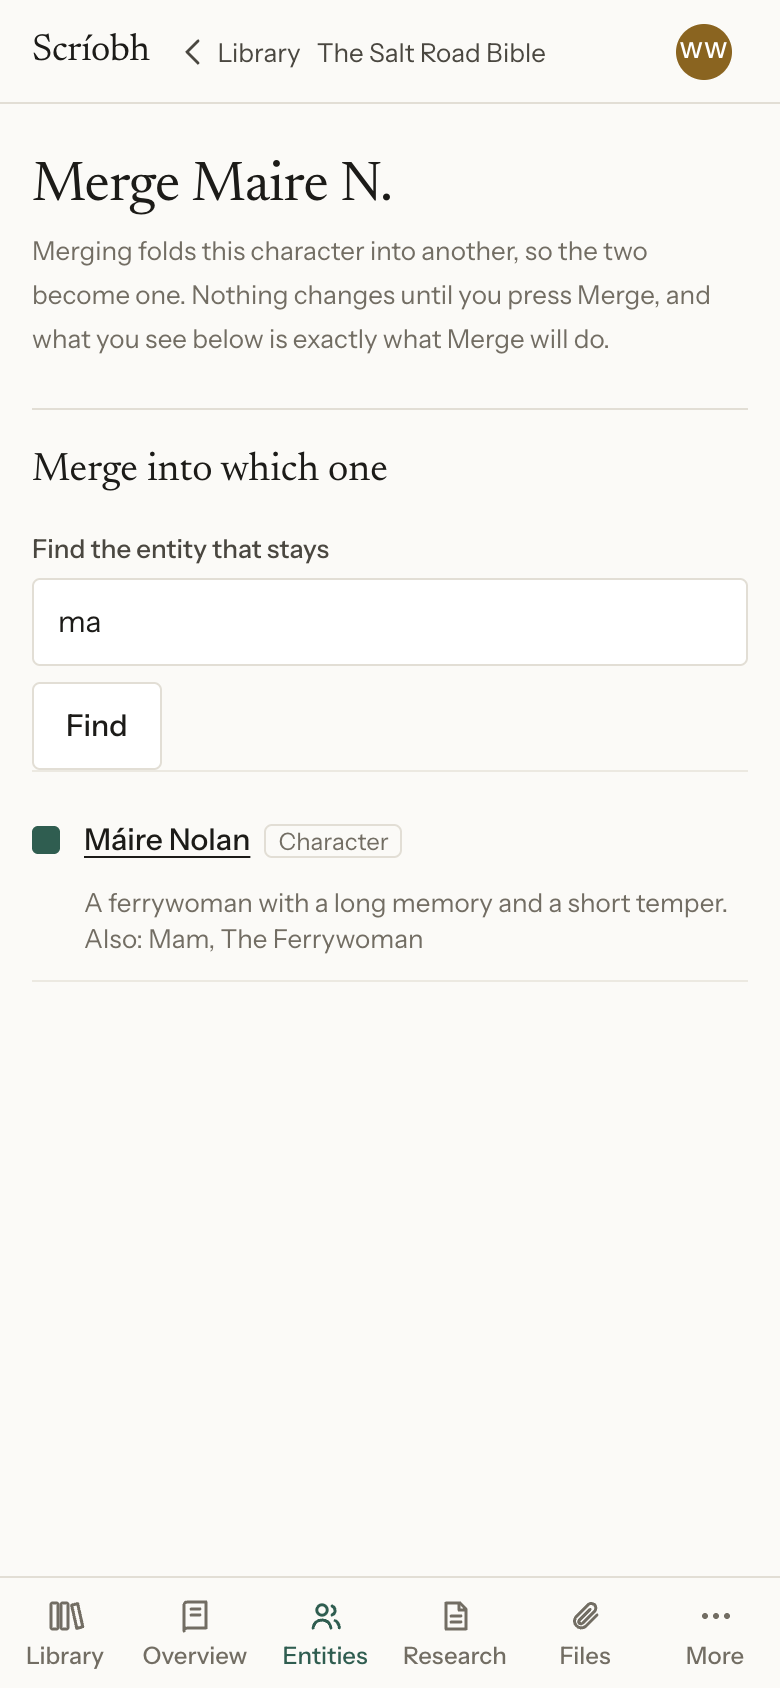 Scríobh
Library The Salt Road Bible
WW
Merge Maire N.
Merging folds this character into another, so the two
become one. Nothing changes until you press Merge, and
what you see below is exactly what Merge will do.
Merge into which one
Find the entity that stays
ma
Find
Máire Nolan Character
A ferrywoman with a long memory and a short temper.
Also: Mam, The Ferrywoman
Library Overview Entities Research Files More